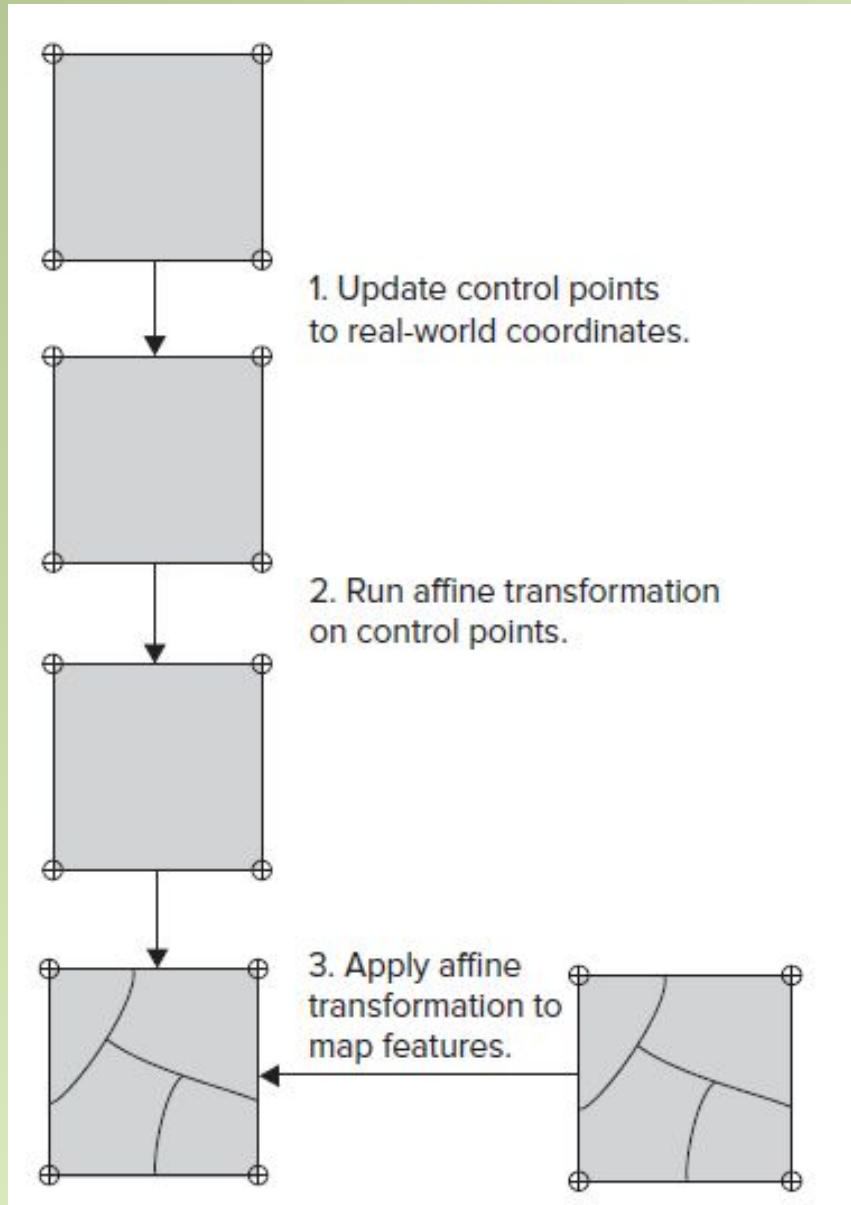 1. Update control points
to real-world coordinates.
2. Run affine transformation
on control points.
3. Apply affine
transformation to
map features.